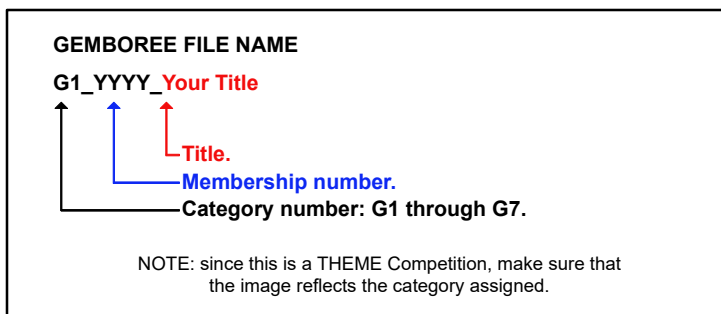 GEMBOREE FILE NAME
G1_YYYY_Your Title
Title.
Membership number.
Category number: G1 through G7.
NOTE: since this is a THEME Competition, make sure that
the image reflects the category assigned.